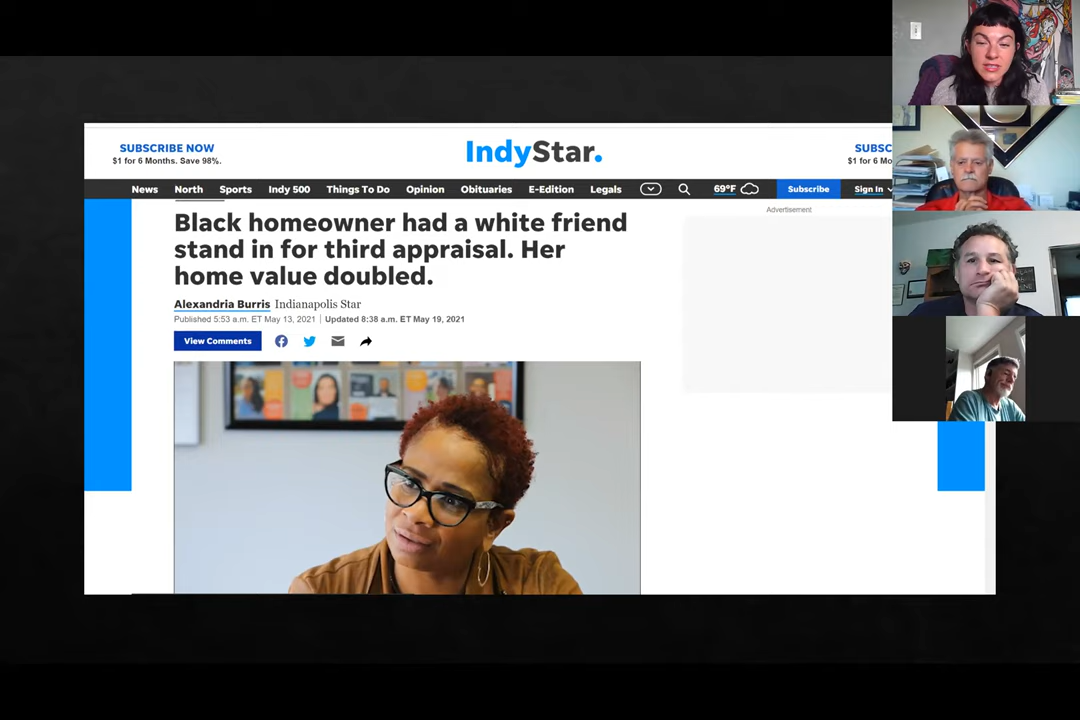 SUBSCRIBE NOW
$1 for 6 Months. Save 98%.
IndyStar.
SUBSC
$1 for 6 Mo
News North Sports Indy 500 Things To Do Opinion Obituaries E-Edition Legals 69°F Subscribe Sign In
Advertisement
Black homeowner had a white friend
stand in for third appraisal. Her
home value doubled.
Alexandria Burris Indianapolis Star
Published 5:53 a.m. ET May 13, 2021 | Updated 8:38 a.m. ET May 19, 2021
View Comments